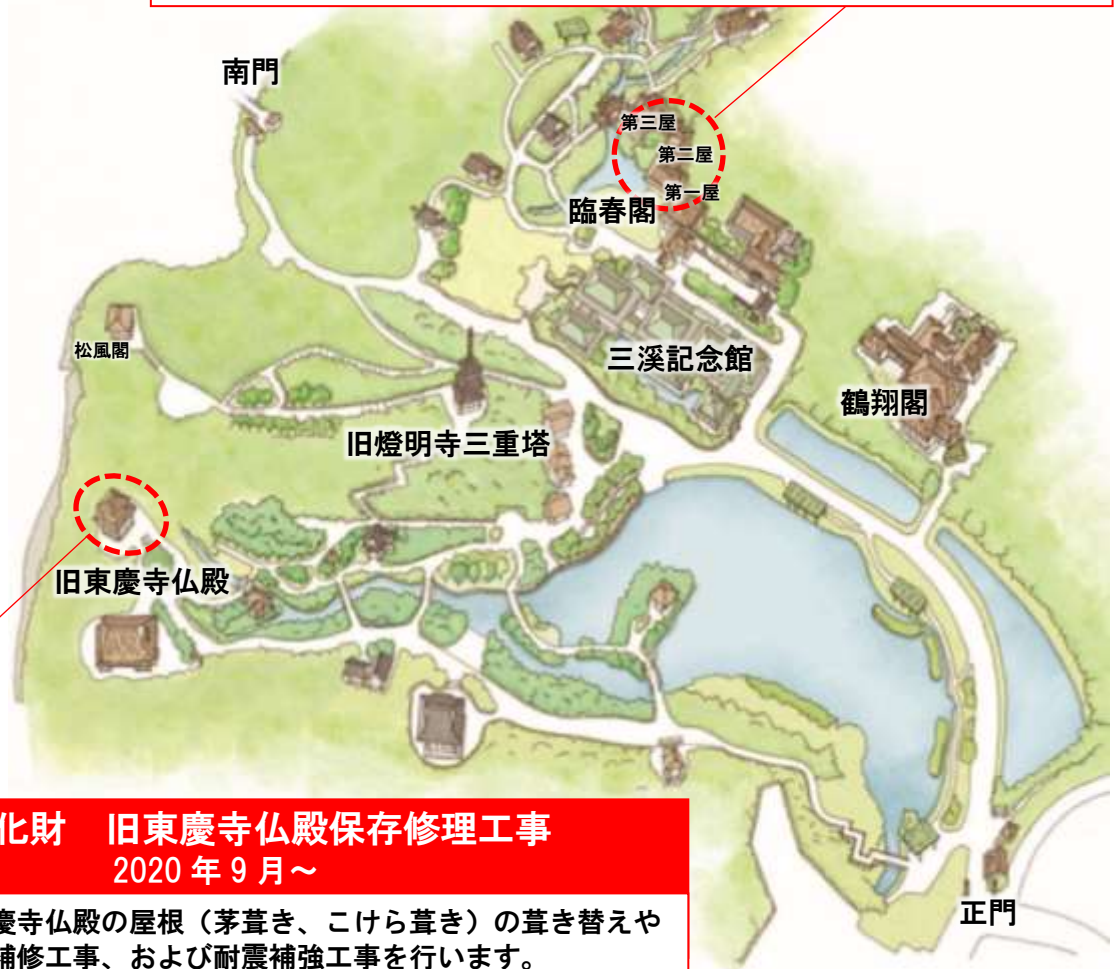 南門
第三屋
第二屋
第一屋
臨春閣
松風閣
三溪記念館
鶴翔閣
旧燈明寺三重塔
旧東慶寺仏殿
化財　旧東慶寺仏殿保存修理工事
2020年9月～
慶寺仏殿の屋根（茅葺き、こけら葺き）の葺き替えや
補修工事、および耐震補強工事を行います。
正門